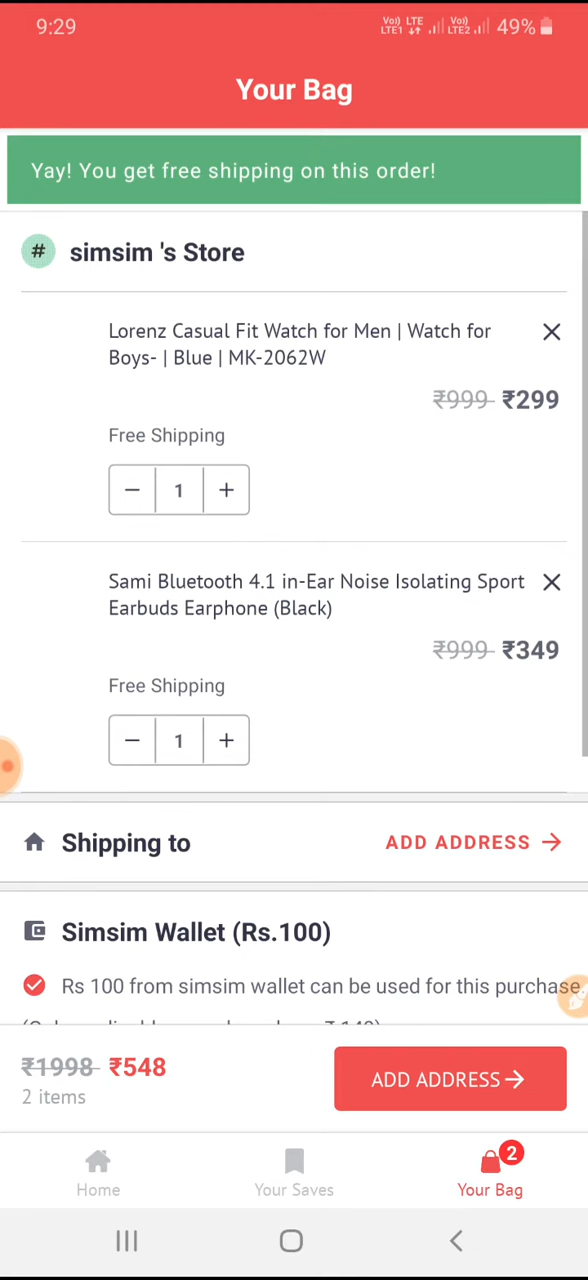 9:29 Vo)) LTE LTE1 Vo)) LTE2 49%
Your Bag
Yay! You get free shipping on this order!
# simsim 's Store
Lorenz Casual Fit Watch for Men | Watch for
Boys- | Blue | MK-2062W
₹999 ₹299
Free Shipping
− 1 +
Sami Bluetooth 4.1 in-Ear Noise Isolating Sport
Earbuds Earphone (Black)
₹999 ₹349
Free Shipping
− 1 +
Shipping to ADD ADDRESS
Simsim Wallet (Rs.100)
Rs 100 from simsim wallet can be used for this purchase.
₹1998 ₹548
2 items
ADD ADDRESS
2
Home Your Saves Your Bag